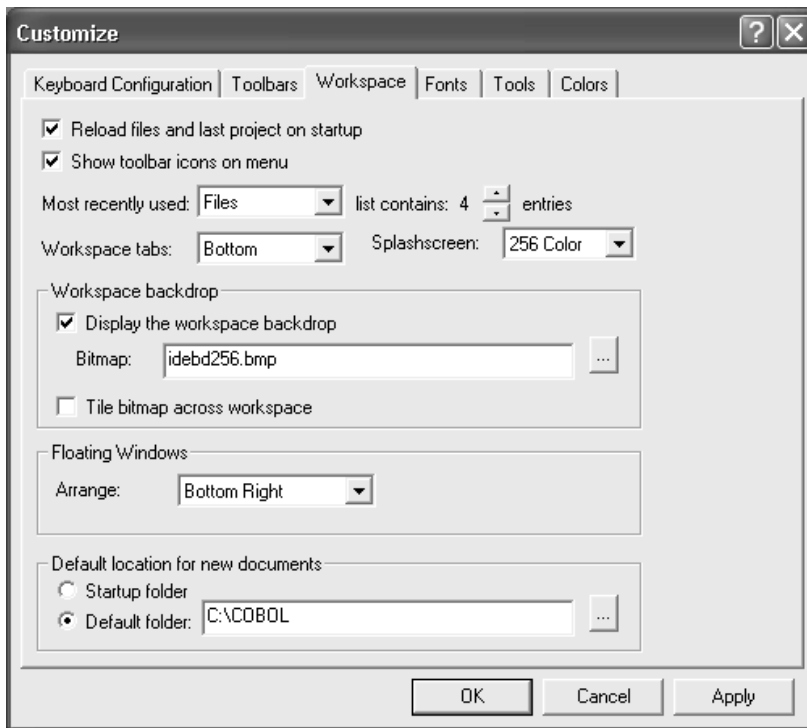 Customize
Keyboard Configuration Toolbars Workspace Fonts Tools Colors
Reload files and last project on startup
Show toolbar icons on menu
Most recently used: Files list contains: 4 entries
Workspace tabs: Bottom Splashscreen: 256 Color
Workspace backdrop
Display the workspace backdrop
Bitmap: idebd256.bmp ...
Tile bitmap across workspace
Floating Windows
Arrange: Bottom Right
Default location for new documents
Startup folder
Default folder: C:\COBOL ...
OK Cancel Apply